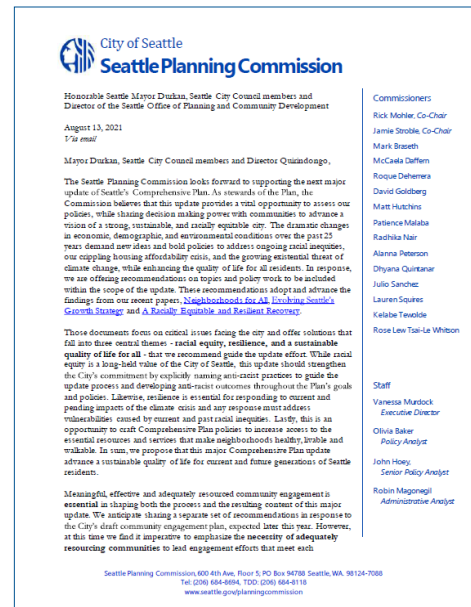 City of Seattle
Seattle Planning Commission
Honorable Seattle Mayor Durkan, Seattle City Council members and
Director of the Seattle Office of Planning and Community Development
August 13, 2021
Via email
Mayor Durkan, Seattle City Council members and Director Quirindongo,
The Seattle Planning Commission looks forward to supporting the next major
update of Seattle's Comprehensive Plan. As stewards of the Plan, the
Commission believes that this update provides a vital opportunity to assess our
policies, while sharing decision making power with communities to advance a
vision of a strong, sustainable, and racially equitable city. The dramatic changes
in economic, demographic, and environmental conditions over the past 25
years demand new ideas and bold policies to address ongoing racial inequities,
our crippling housing affordability crisis, and the growing existential threat of
climate change, while enhancing the quality of life for all residents. In response,
we are offering recommendations on topics and policy work to be included
within the scope of the update. These recommendations adopt and advance the
findings from our recent papers, Neighborhoods for All, Evolving Seattle's
Growth Strategy and A Racially Equitable and Resilient Recovery.
Those documents focus on critical issues facing the city and offer solutions that
fall into three central themes - racial equity, resilience, and a sustainable
quality of life for all - that we recommend guide the update effort. While racial
equity is a long-held value of the City of Seattle, this update should strengthen
the City's commitment by explicitly naming anti-racist practices to guide the
update process and developing anti-racist outcomes throughout the Plan's goals
and policies. Likewise, resilience is essential for responding to current and
pending impacts of the climate crisis and any response must address
vulnerabilities caused by current and past racial inequities. Lastly, this is an
opportunity to craft Comprehensive Plan policies to increase access to the
essential resources and services that make neighborhoods healthy, livable and
walkable. In sum, we propose that this major Comprehensive Plan update
advance a sustainable quality of life for current and future generations of Seattle
residents.
Meaningful, effective and adequately resourced community engagement is
essential in shaping both the process and the resulting content of this major
update. We anticipate sharing a separate set of recommendations in response to
the City's draft community engagement plan, expected later this year. However,
at this time we find it imperative to emphasize the necessity of adequately
resourcing communities to lead engagement efforts that meet each
Commissioners
Rick Mohler, Co-Chair
Jamie Stroble, Co-Chair
Mark Braseth
McCaela Daffern
Roque Deherrera
David Goldberg
Matt Hutchins
Patience Malaba
Radhika Nair
Alanna Peterson
Dhyana Quintanar
Julio Sanchez
Lauren Squires
Kelabe Tewolde
Rose Lew Tsai-Le Whitson
Staff
Vanessa Murdock
Executive Director
Olivia Baker
Policy Analyst
John Hoey,
Senior Policy Analyst
Robin Magonegil
Administrative Analyst
Seattle Planning Commission, 600 4th Ave, Floor 5; PO Box 94788 Seattle, WA. 98124-7088
Tel: (206) 684-8694, TDD: (206) 684-8118
www.seattle.gov/planningcommission